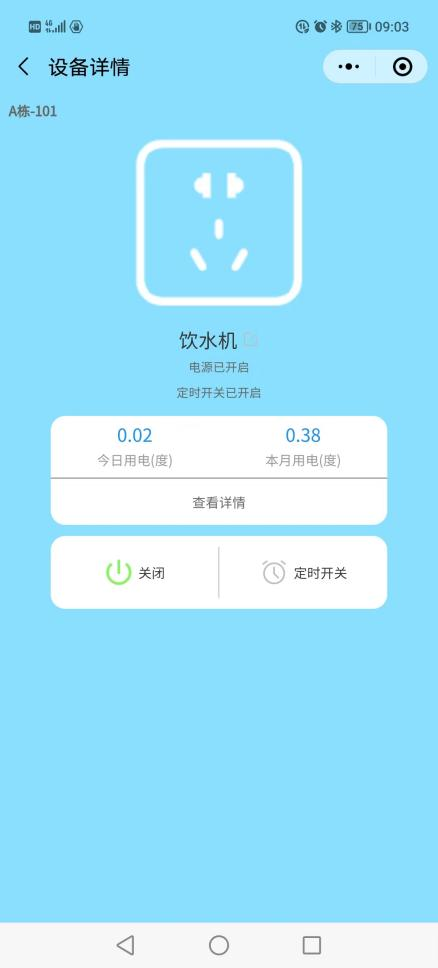 HD 4G 75 09:03
设备详情
A栋-101
饮水机
电源已开启
定时开关已开启
0.02 0.38
今日用电(度) 本月用电(度)
查看详情
关闭 定时开关